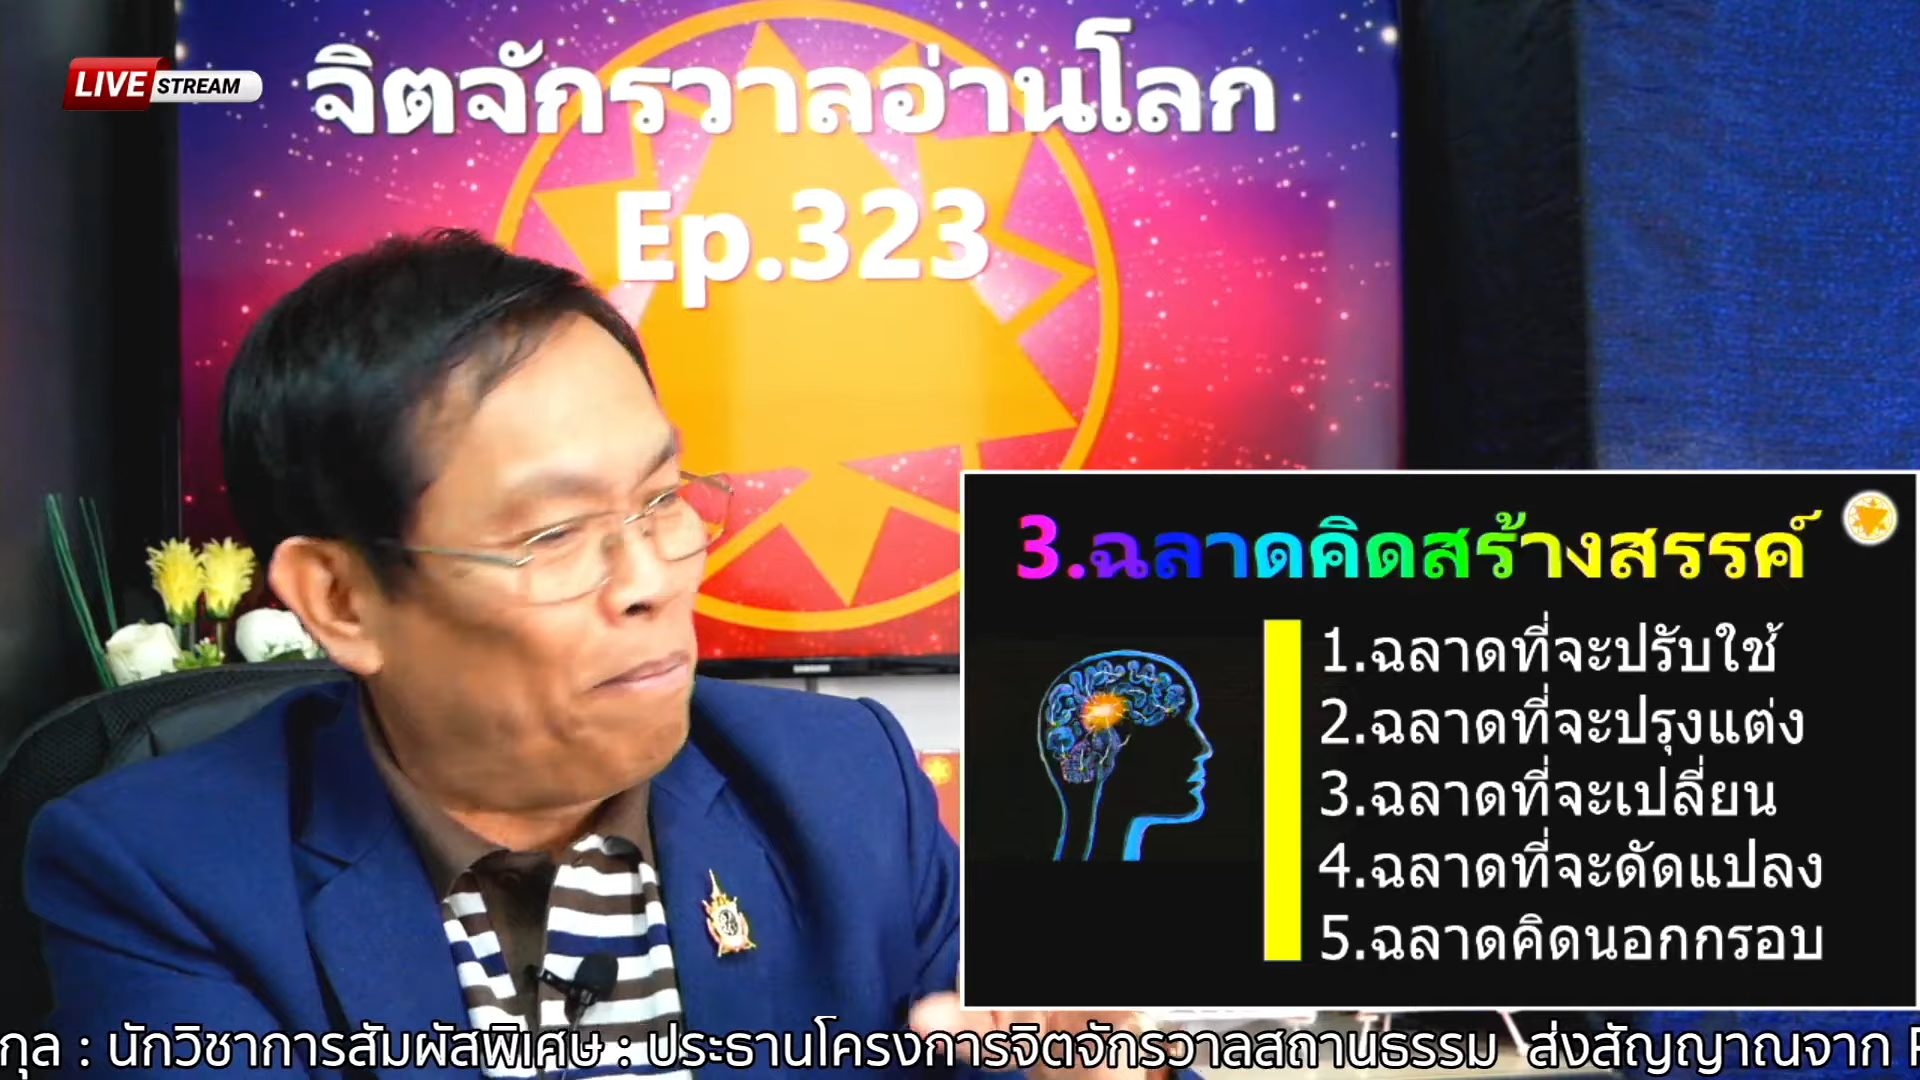 LIVE STREAM
จิตจักรวาลอ่านโลก
Ep.323
SAMSUNG
3.ฉลาดคิดสร้างสรรค์
1.ฉลาดที่จะปรับใช้
2.ฉลาดที่จะปรุงแต่ง
3.ฉลาดที่จะเปลี่ยน
4.ฉลาดที่จะดัดแปลง
5.ฉลาดคิดนอกกรอบ
กุล : นักวิชาการสัมผัสพิเศษ : ประธานโครงการจิตจักรวาลสถานธรรม ส่งสัญญาณจาก